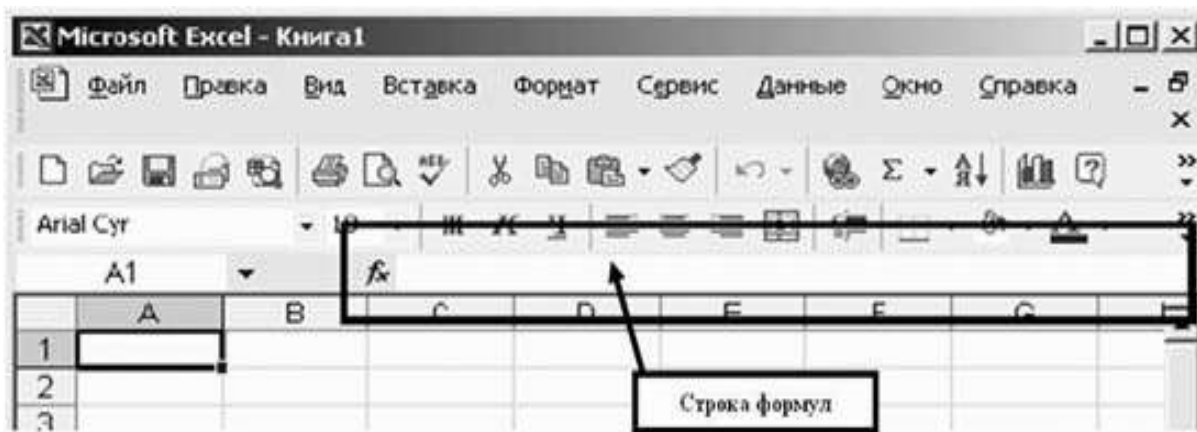 Microsoft Excel - Книга1
Файл Правка Вид Вставка Формат Сервис Данные Окно Справка
Arial Cyr 10 Ж К Ч
A1 fx
A B C D E F G
1
2
3
Строка формул